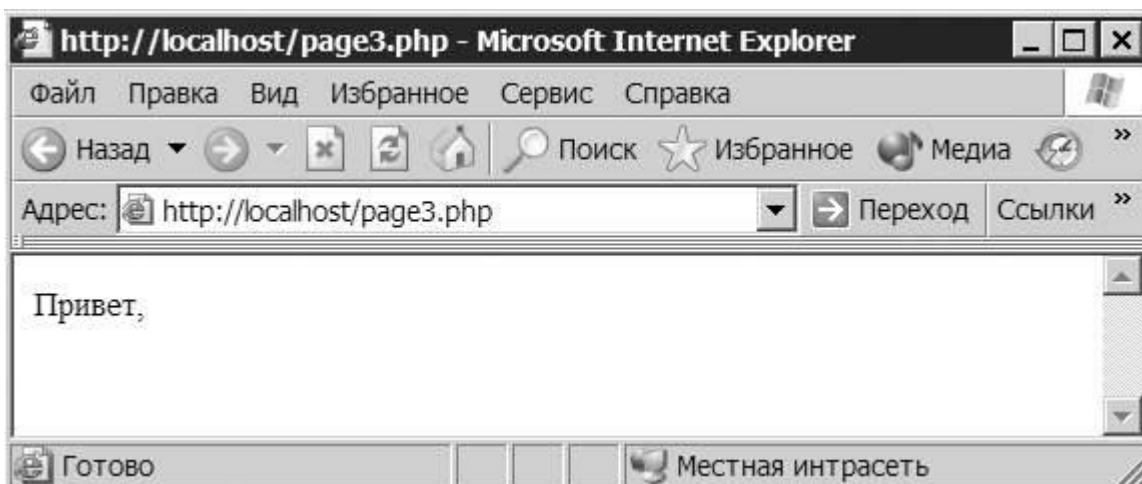 http://localhost/page3.php - Microsoft Internet Explorer
Файл Правка Вид Избранное Сервис Справка
Назад Поиск Избранное Медиа »
Адрес: http://localhost/page3.php Переход Ссылки »
Привет,
Готово Местная интрасеть